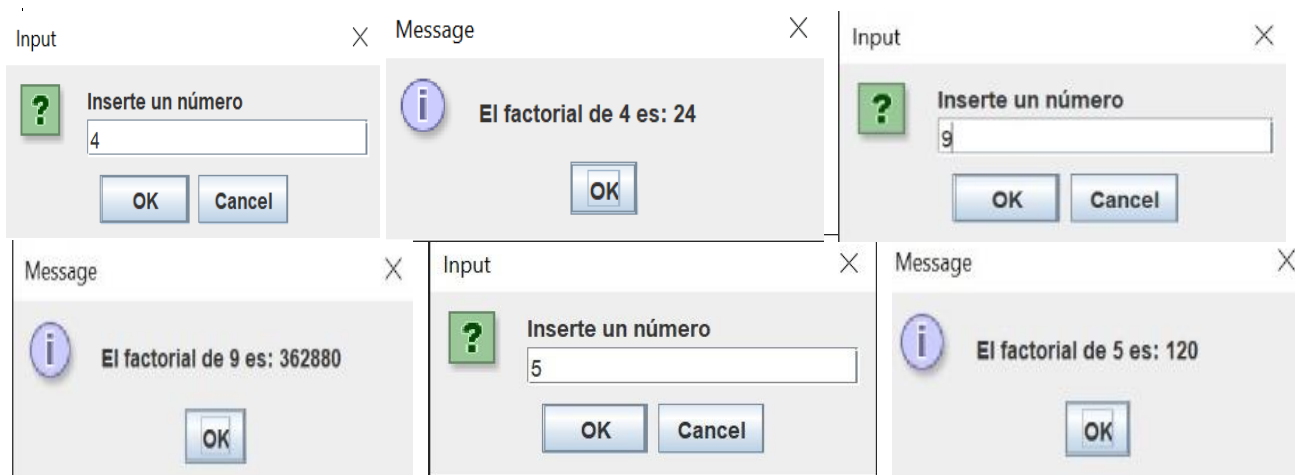 Input
Inserte un número
4
OK
Cancel
Message
El factorial de 4 es: 24
OK
Input
Inserte un número
9
OK
Cancel
Message
El factorial de 9 es: 362880
OK
Input
Inserte un número
5
OK
Cancel
Message
El factorial de 5 es: 120
OK